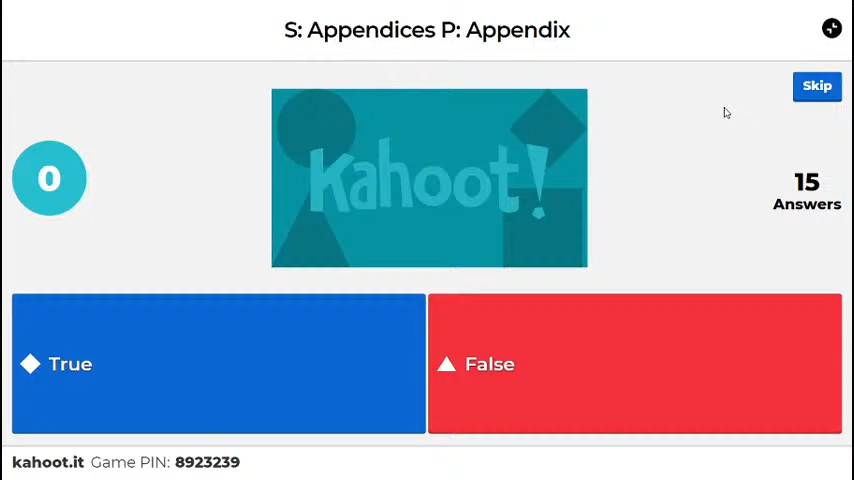 S: Appendices P: Appendix
Skip
Kahoot!
0
15
Answers
True
False
kahoot.it Game PIN: 8923239